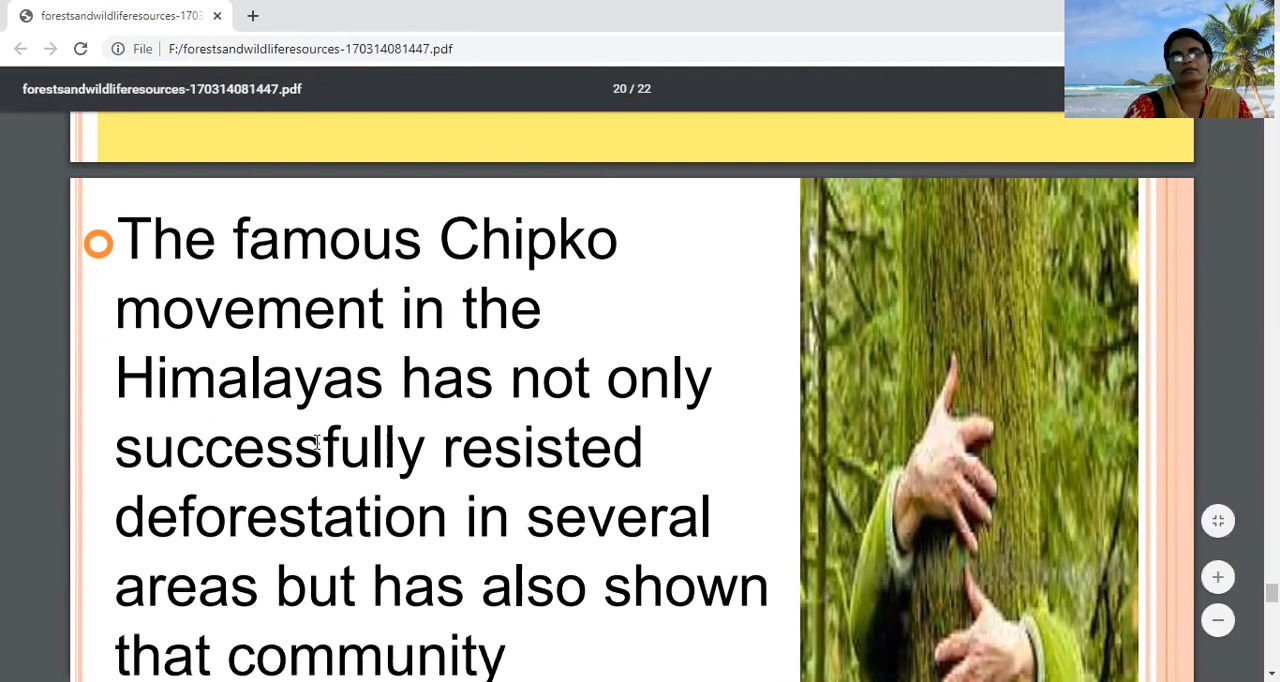 forestsandwildliferesources-1703
File F:/forestsandwildliferesources-170314081447.pdf
forestsandwildliferesources-170314081447.pdf 20 / 22
The famous Chipko
movement in the
Himalayas has not only
successfully resisted
deforestation in several
areas but has also shown
that community